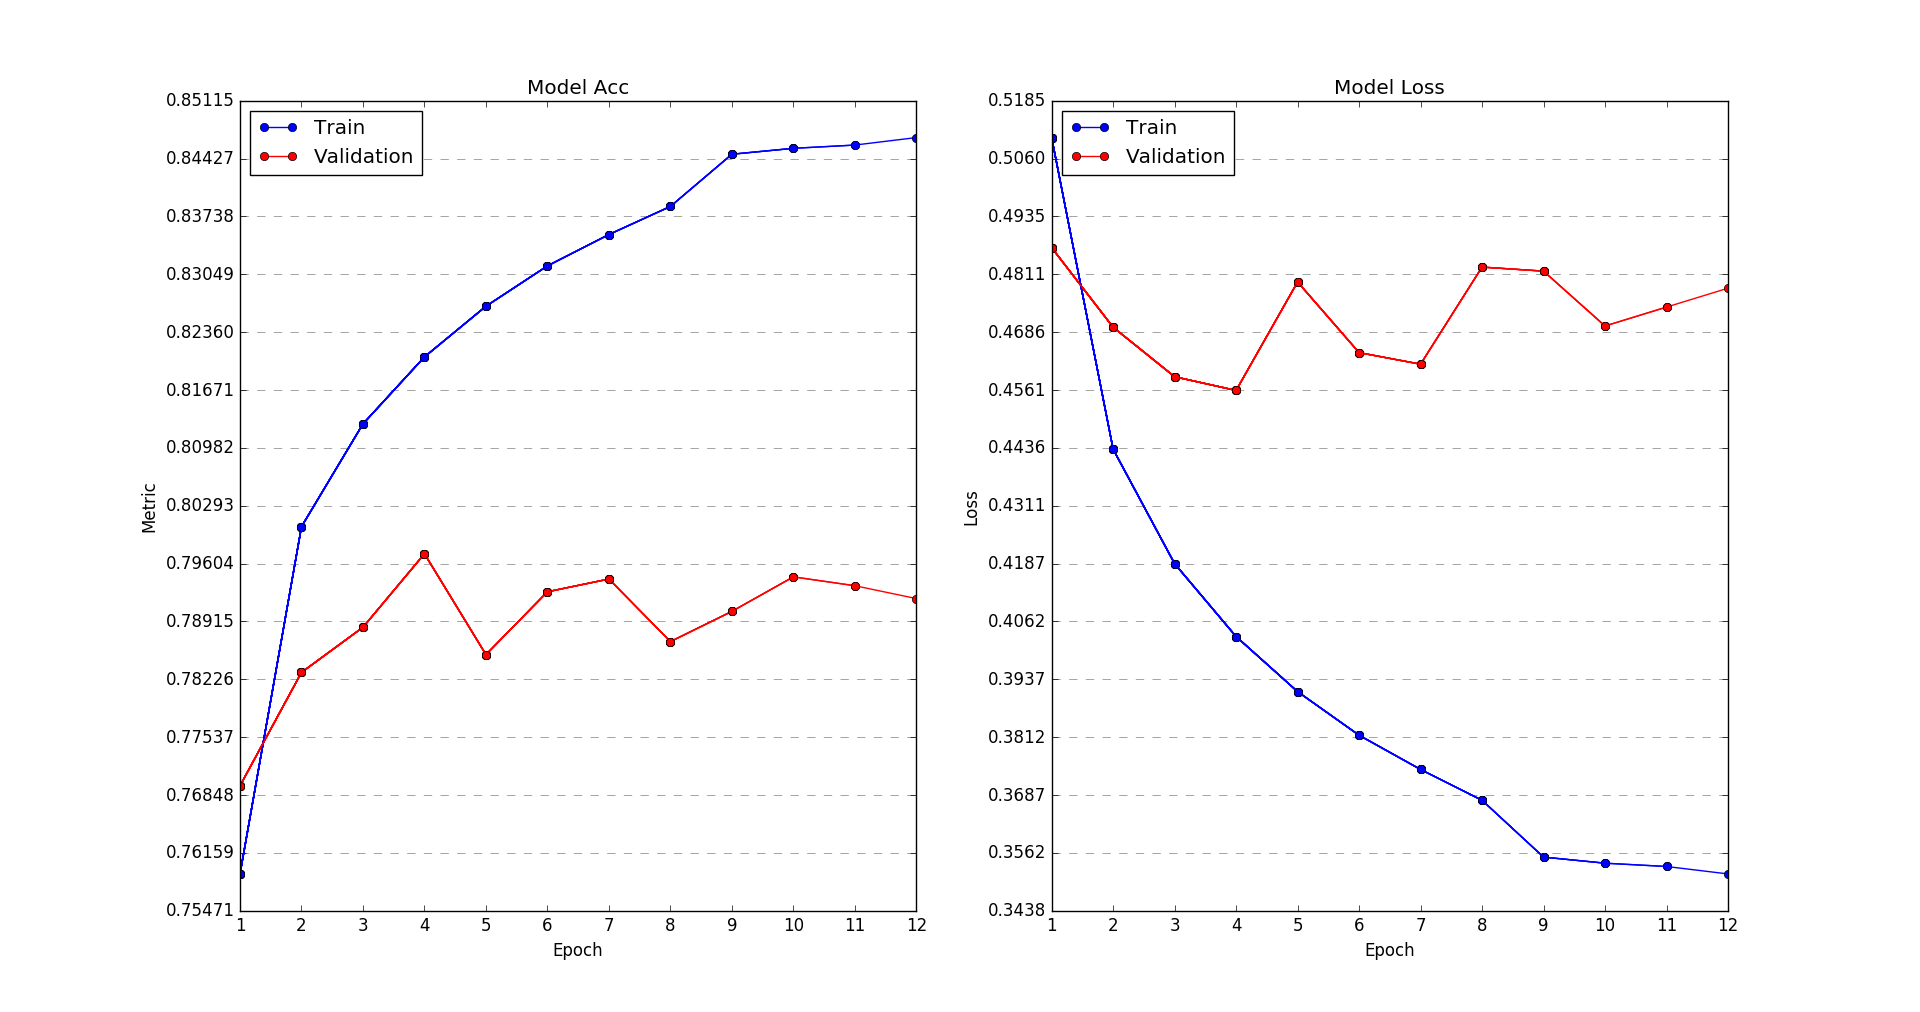 Model Acc
Train
Validation
0.85115
0.84427
0.83738
0.83049
0.82360
0.81671
0.80982
0.80293
0.79604
0.78915
0.78226
0.77537
0.76848
0.76159
0.75471
Metric
1 2 3 4 5 6 7 8 9 10 11 12
Epoch
Model Loss
Train
Validation
0.5185
0.5060
0.4935
0.4811
0.4686
0.4561
0.4436
0.4311
0.4187
0.4062
0.3937
0.3812
0.3687
0.3562
0.3438
Loss
1 2 3 4 5 6 7 8 9 10 11 12
Epoch